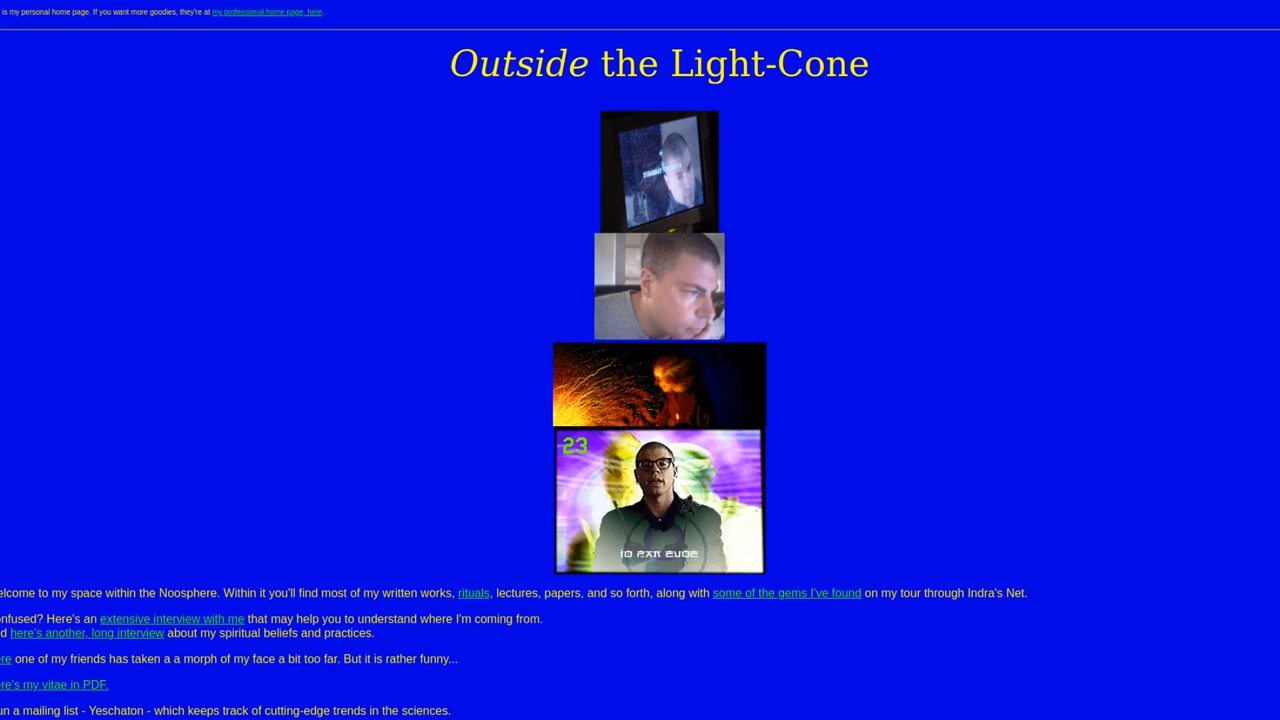 is my personal home page. If you want more goodies, they're at my professional home page, here.
Outside the Light-Cone
23
elcome to my space within the Noosphere. Within it you'll find most of my written works, rituals, lectures, papers, and so forth, along with some of the gems I've found on my tour through Indra's Net.
onfused? Here's an extensive interview with me that may help you to understand where I'm coming from.
d here's another, long interview about my spiritual beliefs and practices.
re one of my friends has taken a a morph of my face a bit too far. But it is rather funny...
re's my vitae in PDF.
un a mailing list - Yeschaton - which keeps track of cutting-edge trends in the sciences.